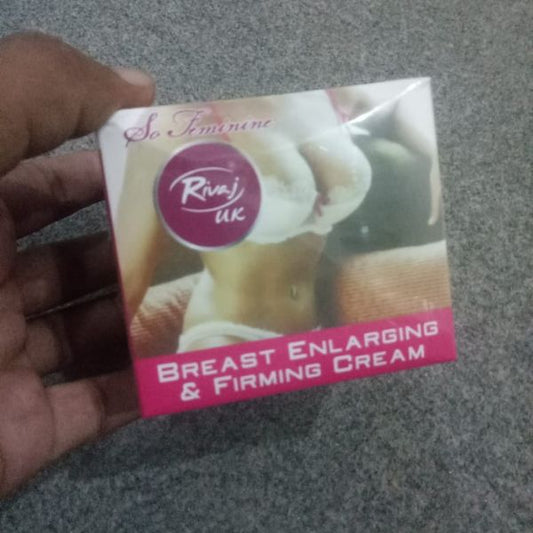 So Feminine
Rivaj
UK
BREAST ENLARGING
& FIRMING CREAM